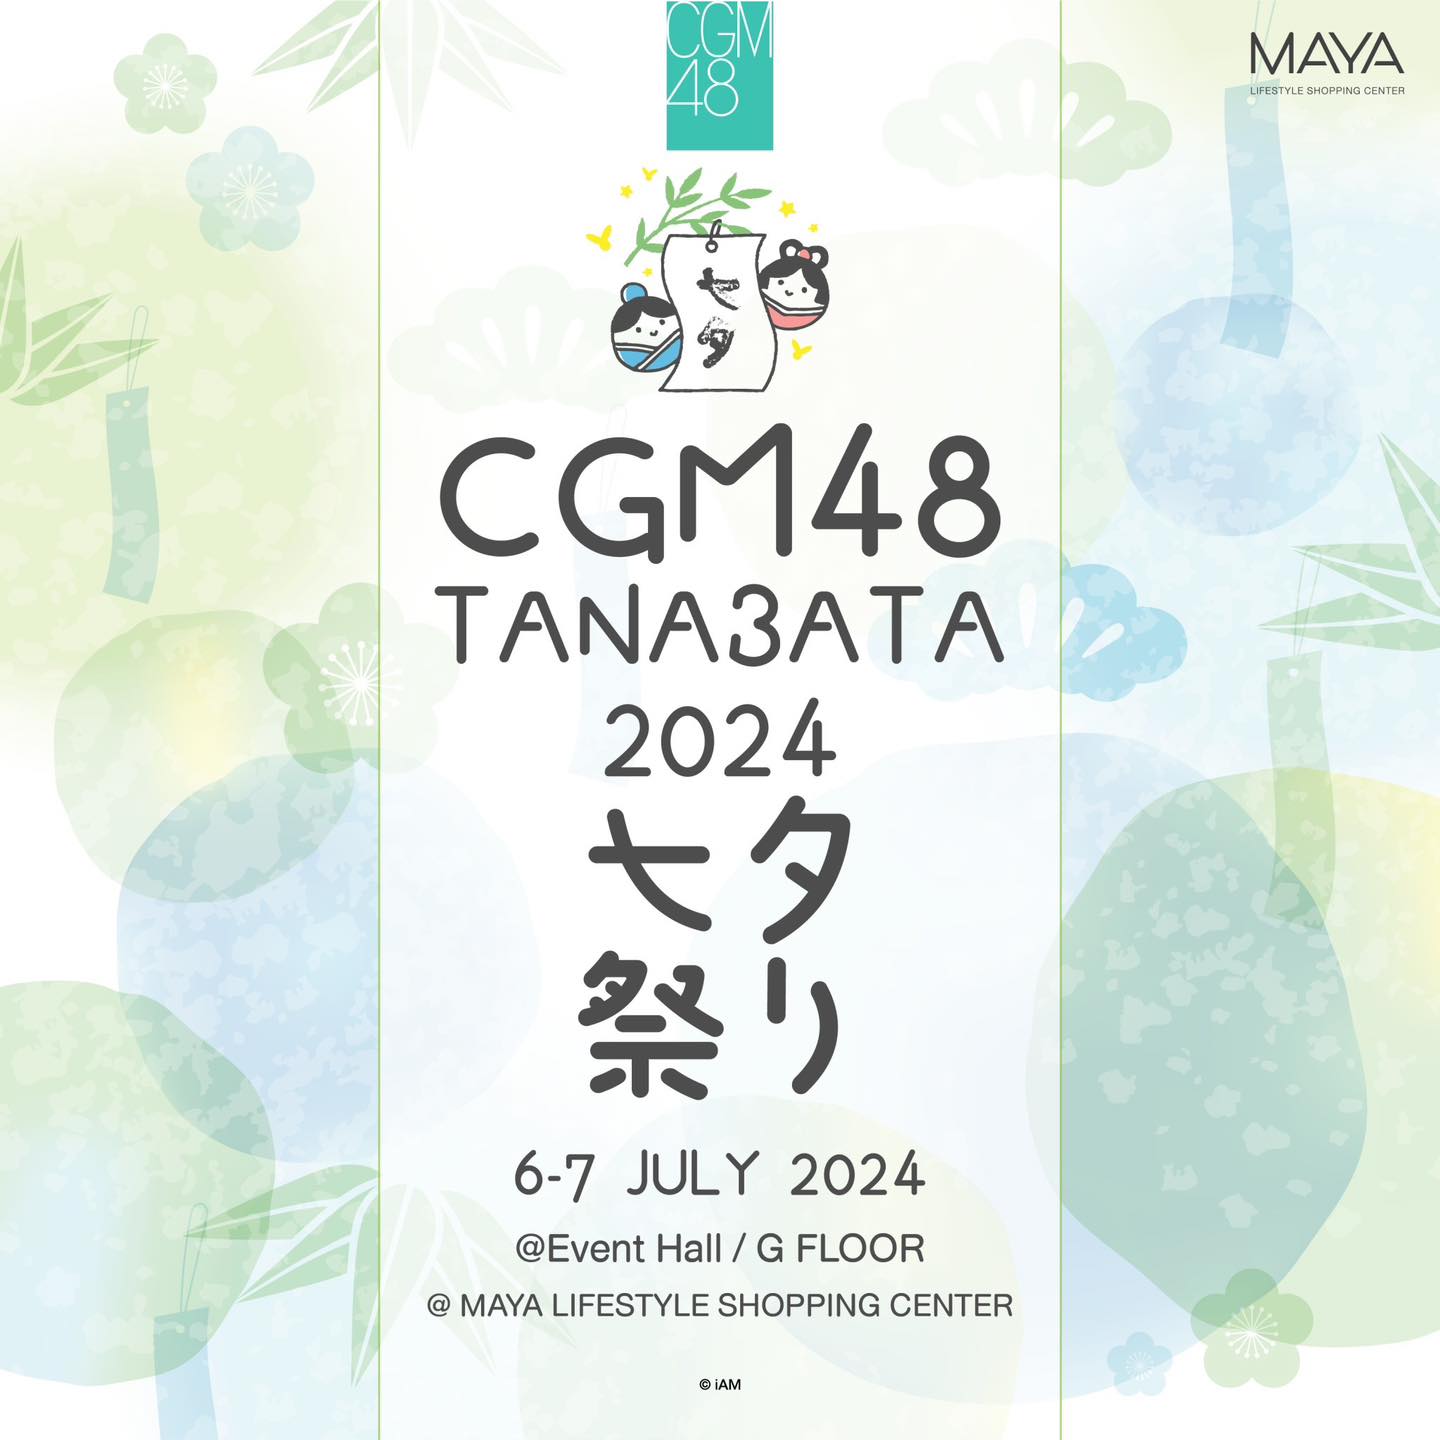 CGM
48
MAYA
LIFESTYLE SHOPPING CENTER
七
夕
CGM48
TANA3ATA
2024
七夕
祭り
6-7 JULY 2024
@Event Hall / G FLOOR
@ MAYA LIFESTYLE SHOPPING CENTER
© iAM